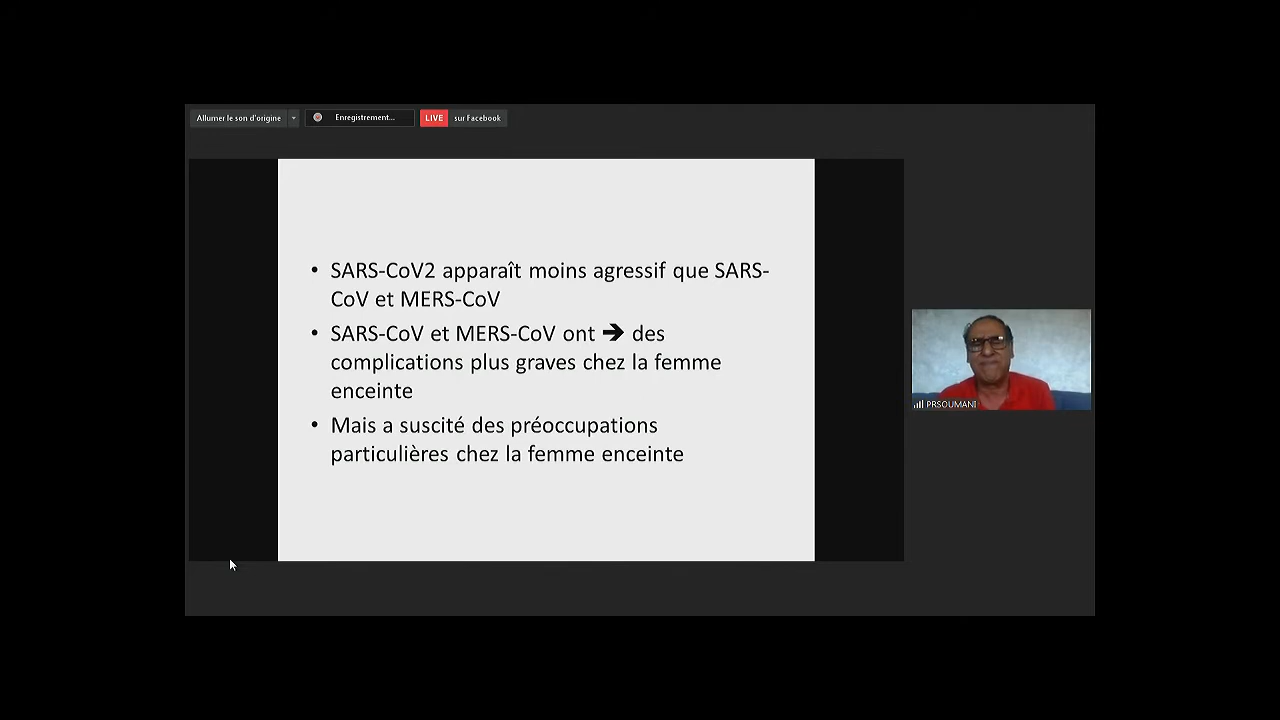 Allumer le son d'origine
Enregistrement...
LIVE sur Facebook
• SARS-CoV2 apparaît moins agressif que SARS-
CoV et MERS-CoV
• SARS-CoV et MERS-CoV ont ➔ des
complications plus graves chez la femme
enceinte
• Mais a suscité des préoccupations
particulières chez la femme enceinte
PRSOUMANI